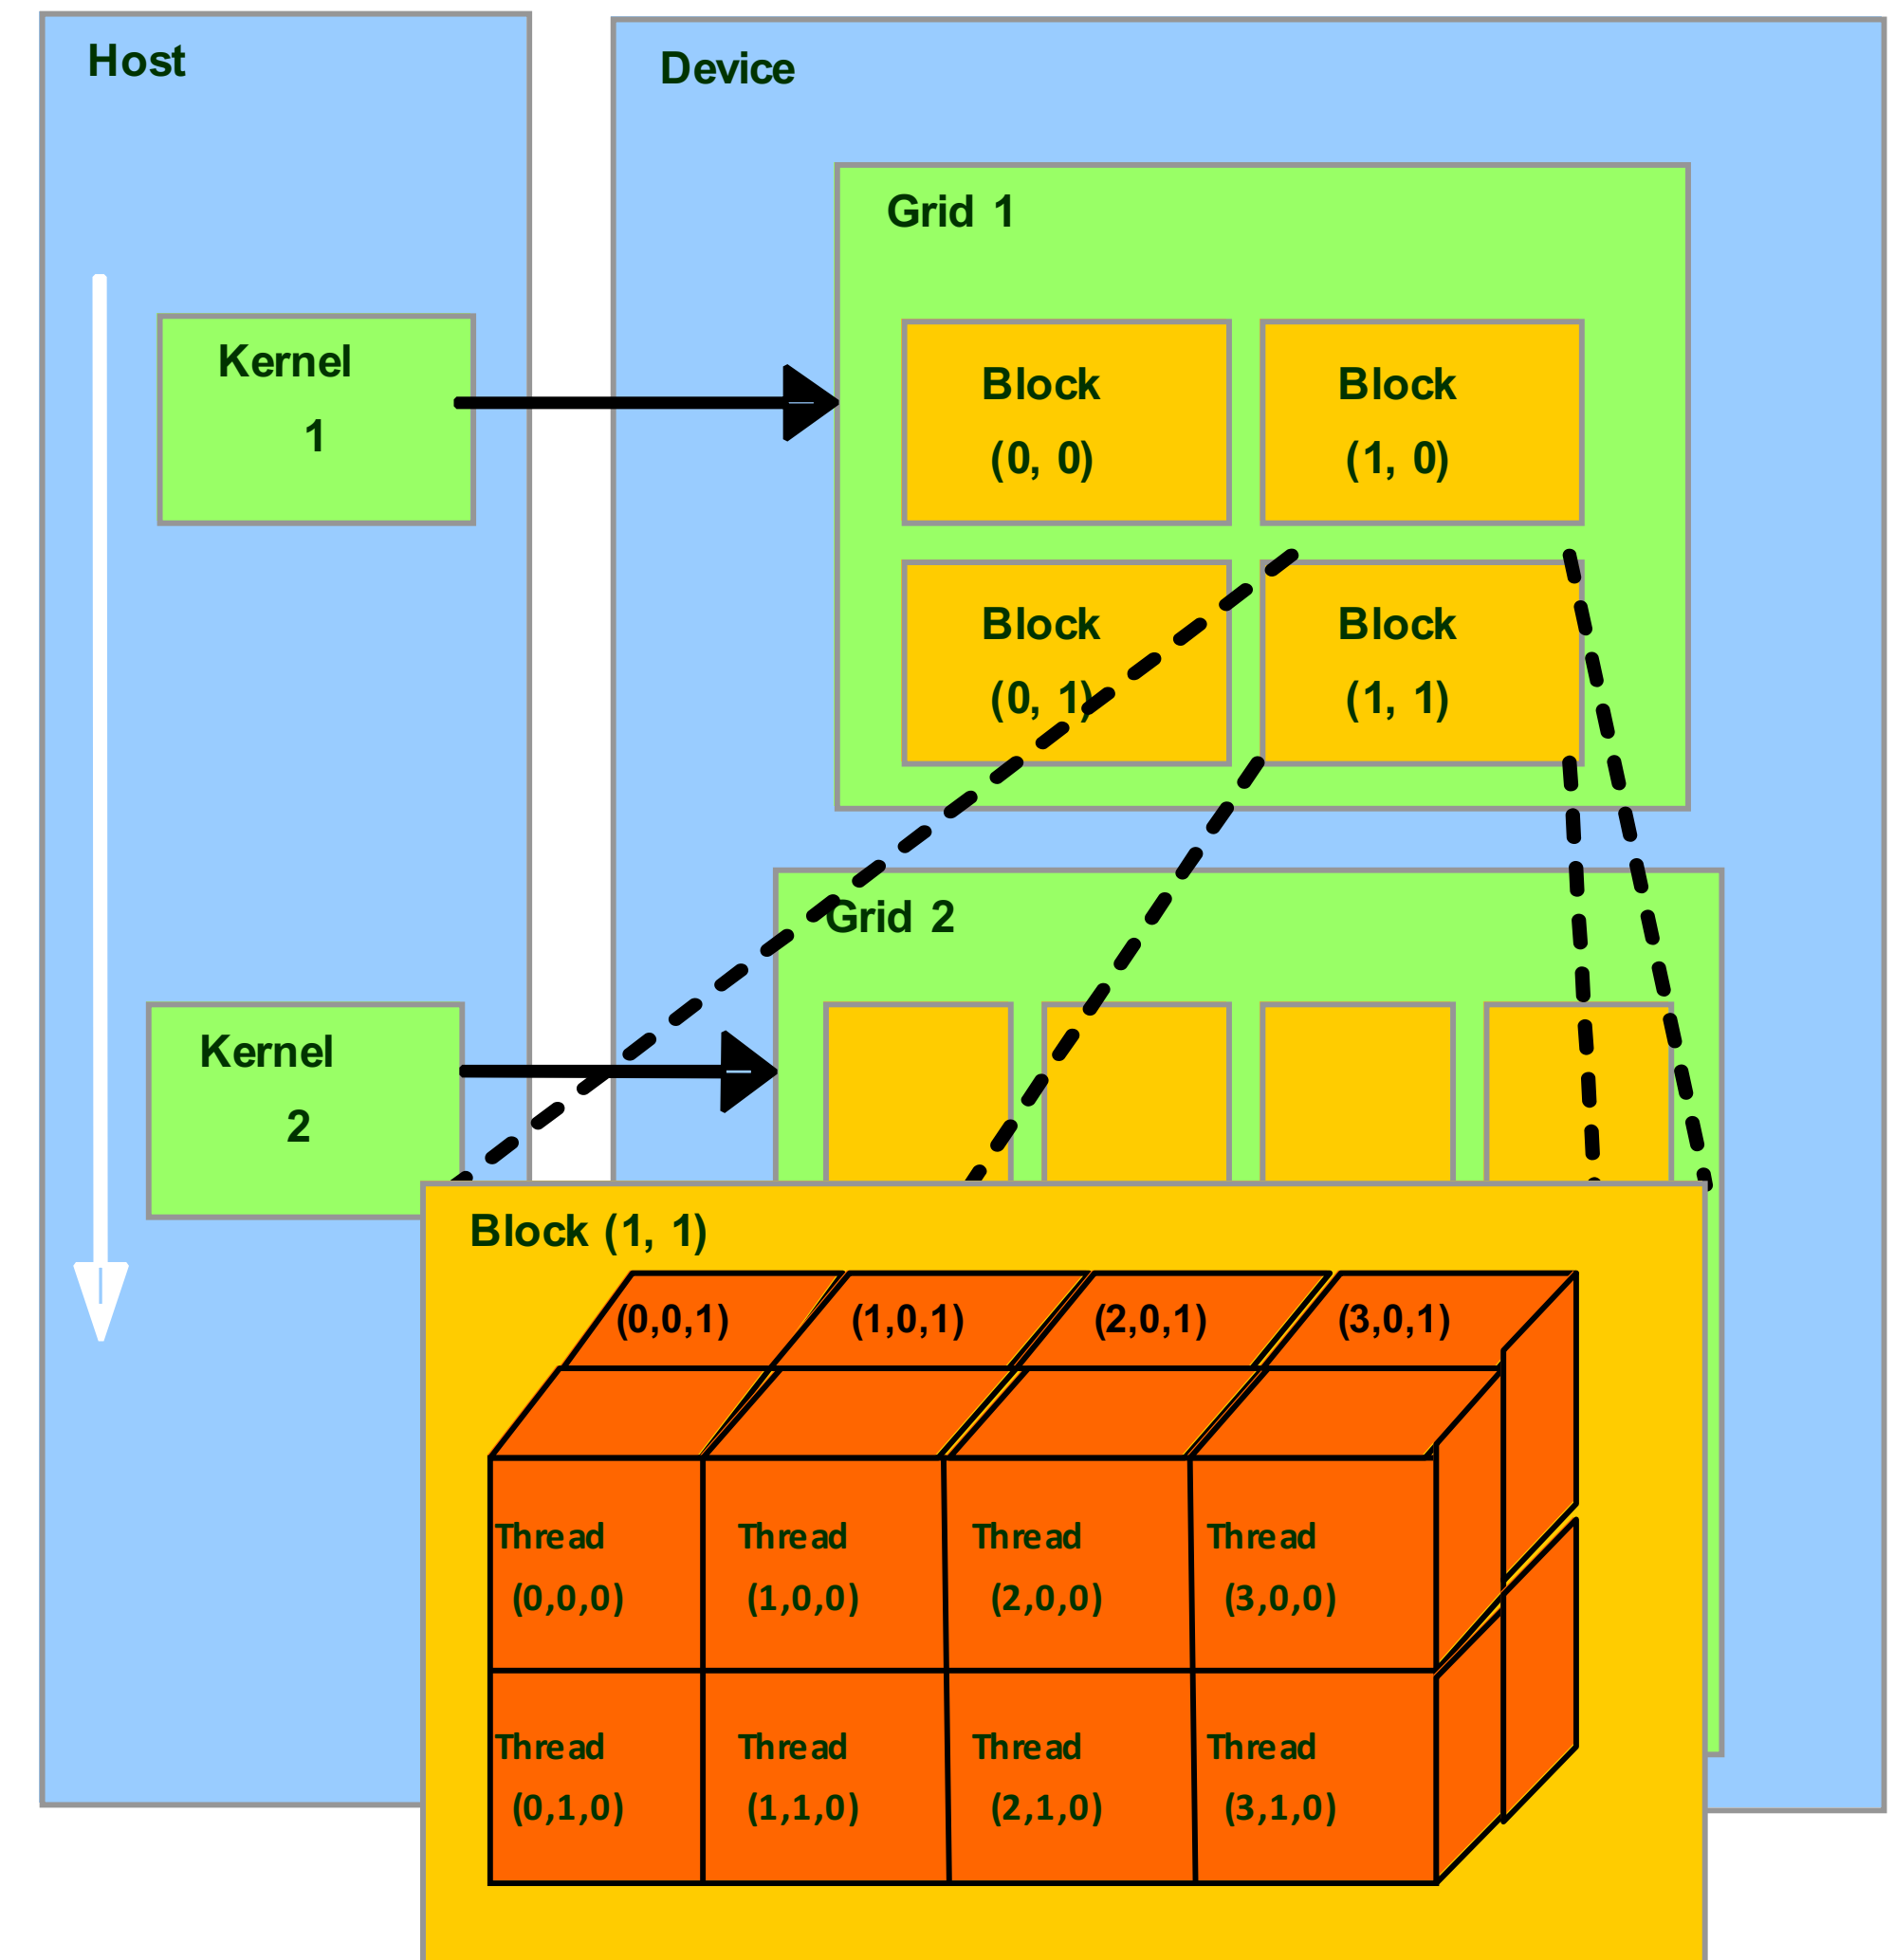 Host
Device
Grid 1
Kernel
1
Block
(0, 0)
Block
(1, 0)
Block
(0, 1)
Block
(1, 1)
Grid 2
Kernel
2
Block (1, 1)
(0,0,1)
(1,0,1)
(2,0,1)
(3,0,1)
Thread
(0,0,0)
Thread
(1,0,0)
Thread
(2,0,0)
Thread
(3,0,0)
Thread
(0,1,0)
Thread
(1,1,0)
Thread
(2,1,0)
Thread
(3,1,0)